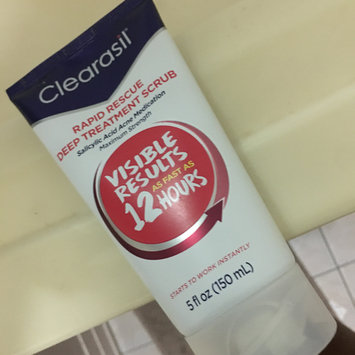 Clearasil
RAPID RESCUE
DEEP TREATMENT SCRUB
Salicylic Acid Acne Medication
Maximum Strength
VISIBLE
RESULTS
AS FAST AS
12
HOURS
STARTS TO WORK INSTANTLY
5 fl oz (150 mL)